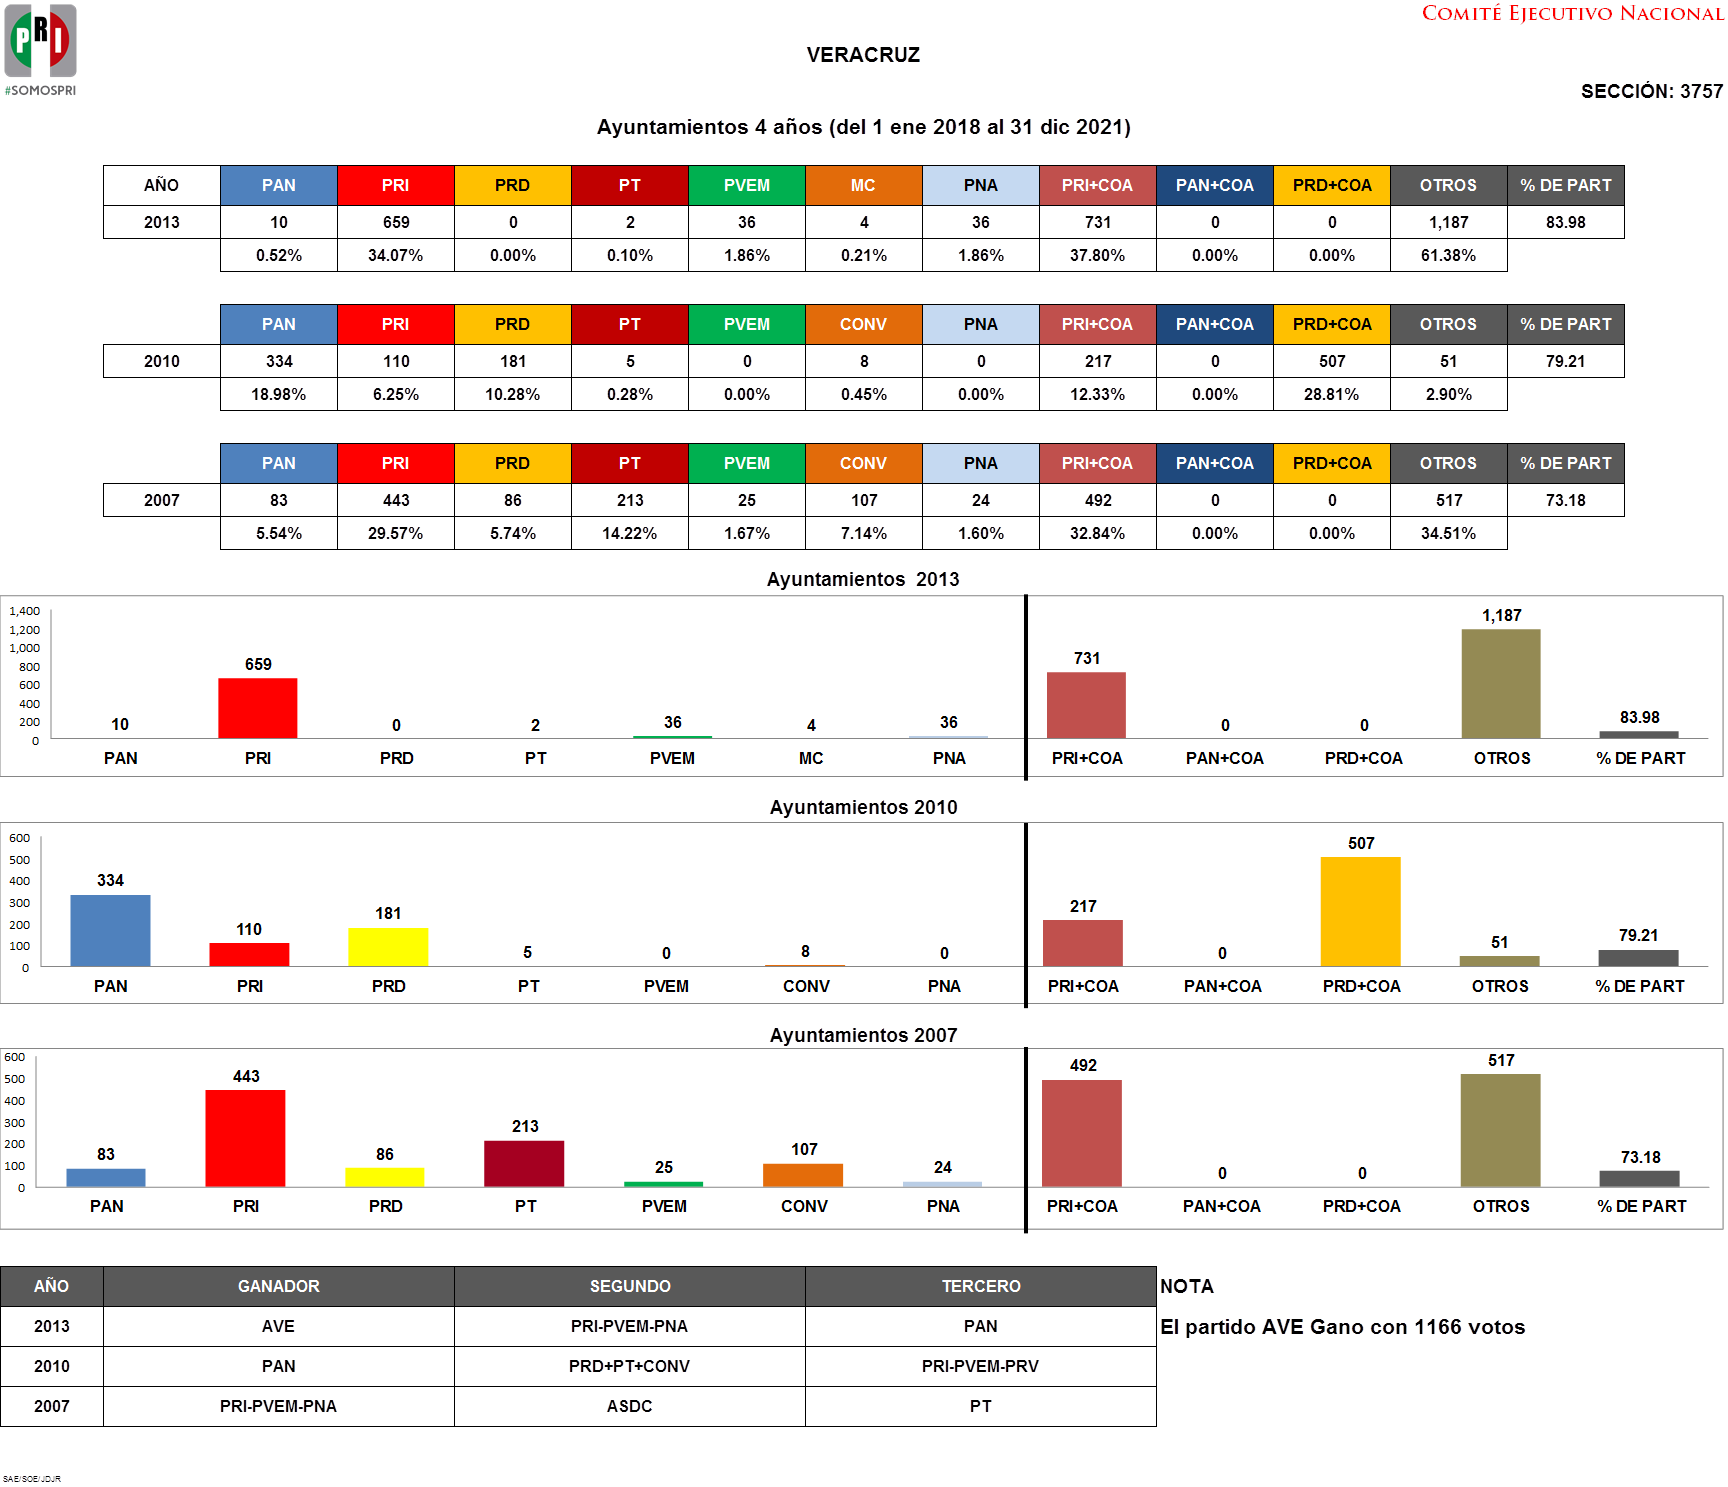 PRI
#SOMOSPRI
COMITÉ EJECUTIVO NACIONAL
VERACRUZ
SECCIÓN: 3757
Ayuntamientos 4 años (del 1 ene 2018 al 31 dic 2021)
AÑO PAN PRI PRD PT PVEM MC PNA PRI+COA PAN+COA PRD+COA OTROS % DE PART
2013 10 659 0 2 36 4 36 731 0 0 1,187 83.98
0.52% 34.07% 0.00% 0.10% 1.86% 0.21% 1.86% 37.80% 0.00% 0.00% 61.38%
PAN PRI PRD PT PVEM CONV PNA PRI+COA PAN+COA PRD+COA OTROS % DE PART
2010 334 110 181 5 0 8 0 217 0 507 51 79.21
18.98% 6.25% 10.28% 0.28% 0.00% 0.45% 0.00% 12.33% 0.00% 28.81% 2.90%
PAN PRI PRD PT PVEM CONV PNA PRI+COA PAN+COA PRD+COA OTROS % DE PART
2007 83 443 86 213 25 107 24 492 0 0 517 73.18
5.54% 29.57% 5.74% 14.22% 1.67% 7.14% 1.60% 32.84% 0.00% 0.00% 34.51%
Ayuntamientos 2013
1,400
1,200
1,000
800
600
400
200
0
10 659 0 2 36 4 36 731 0 0 1,187 83.98
PAN PRI PRD PT PVEM MC PNA PRI+COA PAN+COA PRD+COA OTROS % DE PART
Ayuntamientos 2010
600
500
400
300
200
100
0
334 110 181 5 0 8 0 217 0 507 51 79.21
PAN PRI PRD PT PVEM CONV PNA PRI+COA PAN+COA PRD+COA OTROS % DE PART
Ayuntamientos 2007
600
500
400
300
200
100
0
83 443 86 213 25 107 24 492 0 0 517 73.18
PAN PRI PRD PT PVEM CONV PNA PRI+COA PAN+COA PRD+COA OTROS % DE PART
AÑO GANADOR SEGUNDO TERCERO NOTA
2013 AVE PRI-PVEM-PNA PAN El partido AVE Gano con 1166 votos
2010 PAN PRD+PT+CONV PRI-PVEM-PRV
2007 PRI-PVEM-PNA ASDC PT
SAE/SOE/JDJR